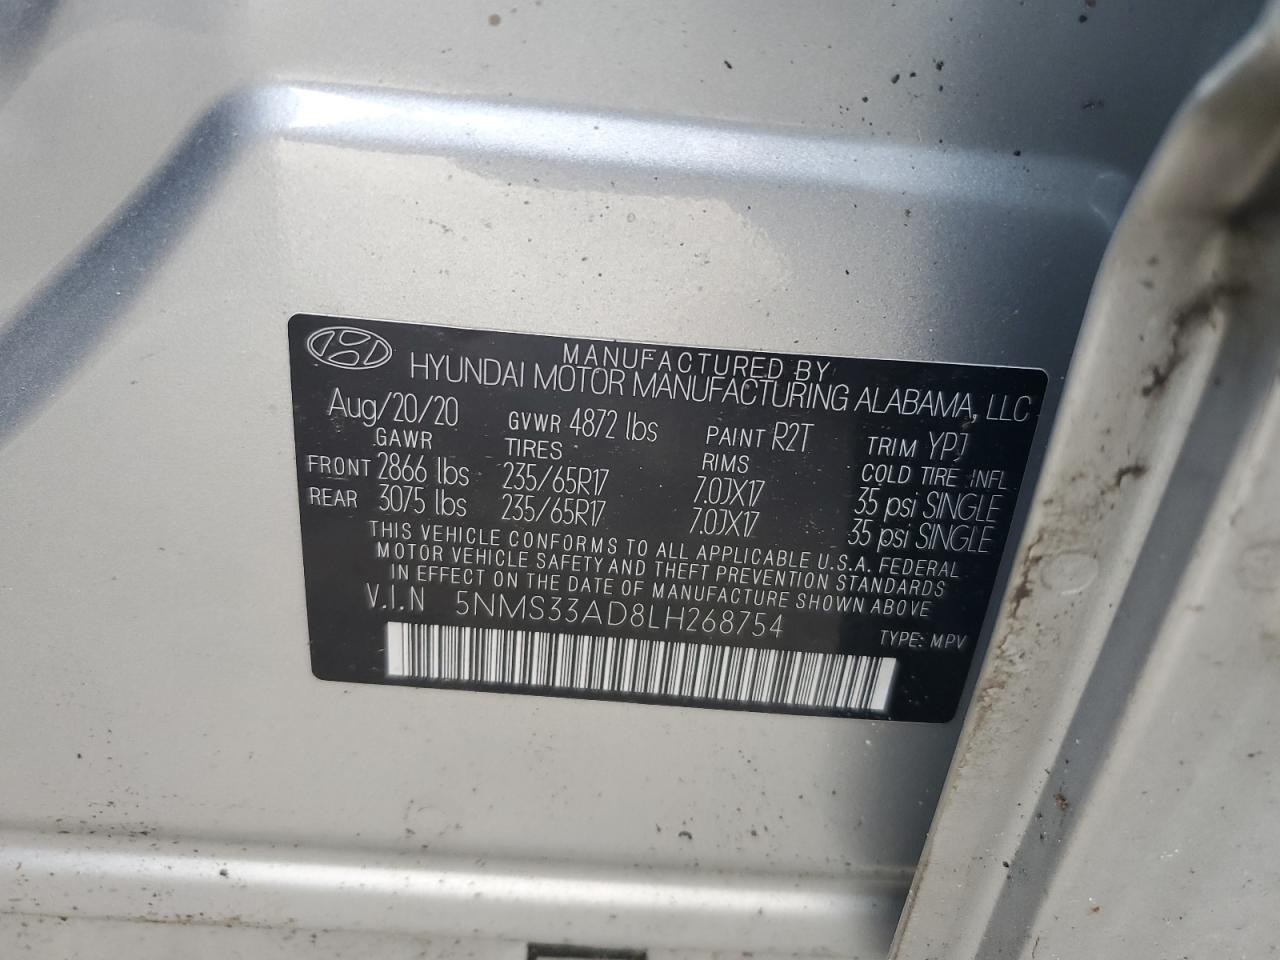 MANUFACTURED BY
HYUNDAI MOTOR MANUFACTURING ALABAMA, LLC
Aug/20/20 GVWR 4872 lbs PAINT R2T TRIM YPJ
GAWR TIRES RIMS COLD TIRE INFL
FRONT 2866 lbs 235/65R17 7.0JX17 35 psi SINGLE
REAR 3075 lbs 235/65R17 7.0JX17 35 psi SINGLE
THIS VEHICLE CONFORMS TO ALL APPLICABLE U.S.A. FEDERAL
MOTOR VEHICLE SAFETY AND THEFT PREVENTION STANDARDS
IN EFFECT ON THE DATE OF MANUFACTURE SHOWN ABOVE
V.I.N 5NMS33AD8LH268754
TYPE: MPV